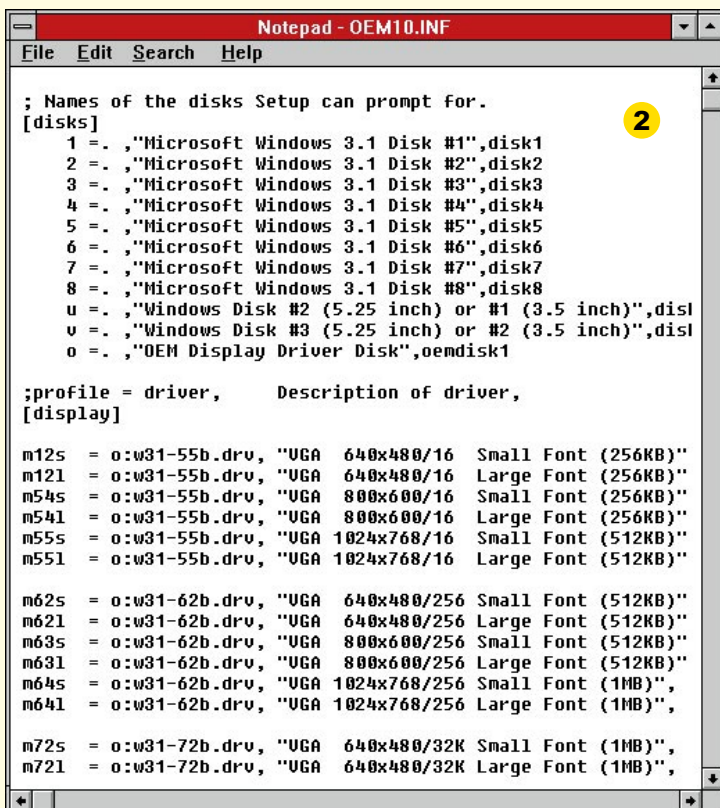 Notepad - OEM10.INF
File Edit Search Help
; Names of the disks Setup can prompt for.
2
[disks]
1 =. ,"Microsoft Windows 3.1 Disk #1",disk1
2 =. ,"Microsoft Windows 3.1 Disk #2",disk2
3 =. ,"Microsoft Windows 3.1 Disk #3",disk3
4 =. ,"Microsoft Windows 3.1 Disk #4",disk4
5 =. ,"Microsoft Windows 3.1 Disk #5",disk5
6 =. ,"Microsoft Windows 3.1 Disk #6",disk6
7 =. ,"Microsoft Windows 3.1 Disk #7",disk7
8 =. ,"Microsoft Windows 3.1 Disk #8",disk8
u =. ,"Windows Disk #2 (5.25 inch) or #1 (3.5 inch)",dis
v =. ,"Windows Disk #3 (5.25 inch) or #2 (3.5 inch)",dis
o =. ,"OEM Display Driver Disk",oemdisk1
;profile = driver, Description of driver,
[display]
m12s = o:w31-55b.drv, "VGA 640x480/16 Small Font (256KB)"
m12l = o:w31-55b.drv, "VGA 640x480/16 Large Font (256KB)"
m54s = o:w31-55b.drv, "VGA 800x600/16 Small Font (256KB)"
m54l = o:w31-55b.drv, "VGA 800x600/16 Large Font (256KB)"
m55s = o:w31-55b.drv, "VGA 1024x768/16 Small Font (512KB)"
m55l = o:w31-55b.drv, "VGA 1024x768/16 Large Font (512KB)"
m62s = o:w31-62b.drv, "VGA 640x480/256 Small Font (512KB)"
m62l = o:w31-62b.drv, "VGA 640x480/256 Large Font (512KB)"
m63s = o:w31-62b.drv, "VGA 800x600/256 Small Font (512KB)"
m63l = o:w31-62b.drv, "VGA 800x600/256 Large Font (512KB)"
m64s = o:w31-62b.drv, "VGA 1024x768/256 Small Font (1MB)",
m64l = o:w31-62b.drv, "VGA 1024x768/256 Large Font (1MB)",
m72s = o:w31-72b.drv, "VGA 640x480/32K Small Font (1MB)",
m72l = o:w31-72b.drv, "VGA 640x480/32K Large Font (1MB)",